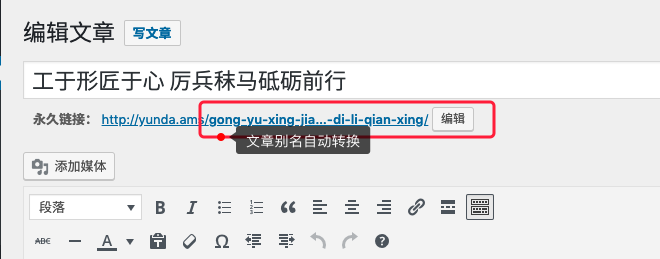 编辑文章 写文章
工于形匠于心 厉兵秣马砥砺前行
永久链接： http://yunda.ams/gong-yu-xing-jia...-di-li-qian-xing/ 编辑
文章别名自动转换
添加媒体
段落 B I
ABC A Ω